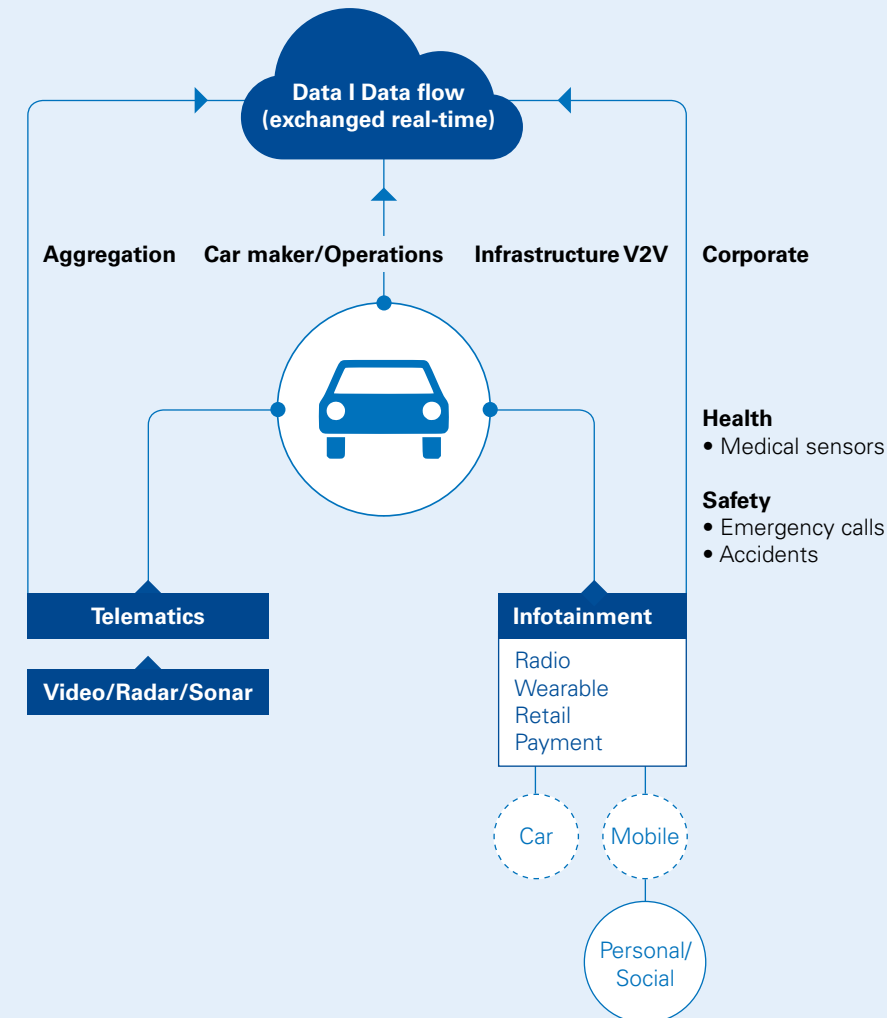 Data I Data flow
(exchanged real-time)
Aggregation
Car maker/Operations
Infrastructure V2V
Corporate
Health
• Medical sensors
Safety
• Emergency calls
• Accidents
Telematics
Video/Radar/Sonar
Infotainment
Radio
Wearable
Retail
Payment
Car
Mobile
Personal/
Social